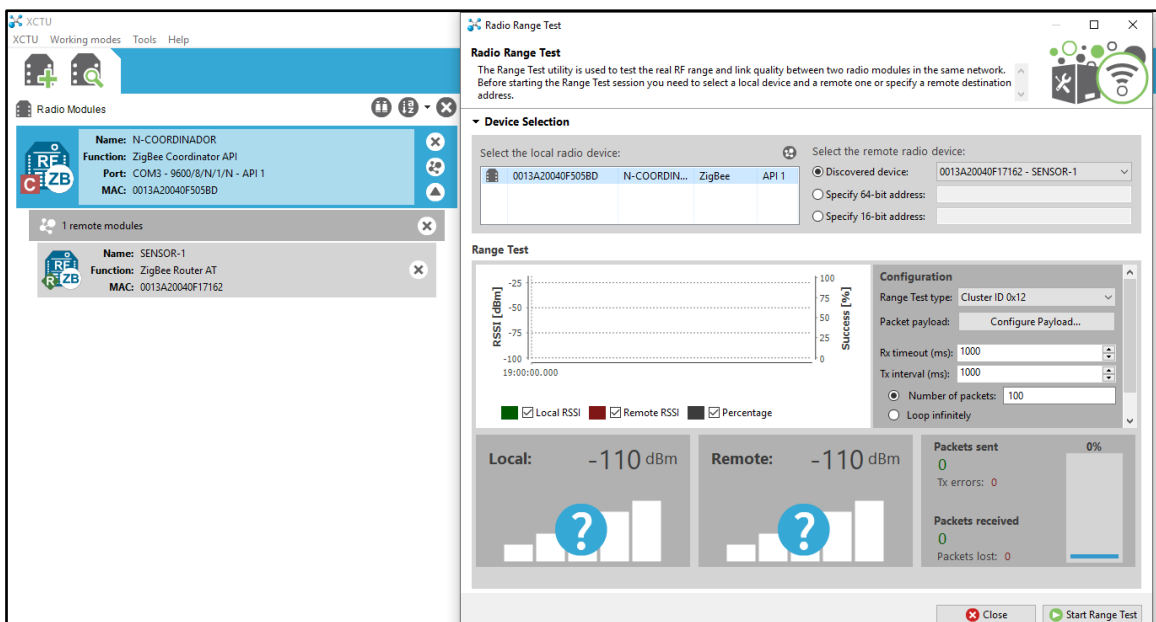 XCTU
XCTU Working modes Tools Help
Radio Modules
Name: N-COORDINADOR
Function: ZigBee Coordinator API
Port: COM3 - 9600/8/N/1/N - API 1
MAC: 0013A20040F505BD
RF
C ZB
1 remote modules
Name: SENSOR-1
Function: ZigBee Router AT
MAC: 0013A20040F17162
RF
R ZB
Radio Range Test
Radio Range Test
The Range Test utility is used to test the real RF range and link quality between two radio modules in the same network.
Before starting the Range Test session you need to select a local device and a remote one or specify a remote destination
address.
Device Selection
Select the local radio device:
0013A20040F505BD N-COORDIN... ZigBee API 1
Select the remote radio device:
Discovered device: 0013A20040F17162 - SENSOR-1
Specify 64-bit address:
Specify 16-bit address:
Range Test
RSSI [dBm]
-25
-50
-75
-100
100
75
50
25
0
Success [%]
19:00:00.000
Local RSSI Remote RSSI Percentage
Configuration
Range Test type: Cluster ID 0x12
Packet payload: Configure Payload...
Rx timeout (ms): 1000
Tx interval (ms): 1000
Number of packets: 100
Loop infinitely
Local: -110 dBm
?
Remote: -110 dBm
?
Packets sent
0
Tx errors: 0
Packets received
0
Packets lost: 0
0%
Close Start Range Test